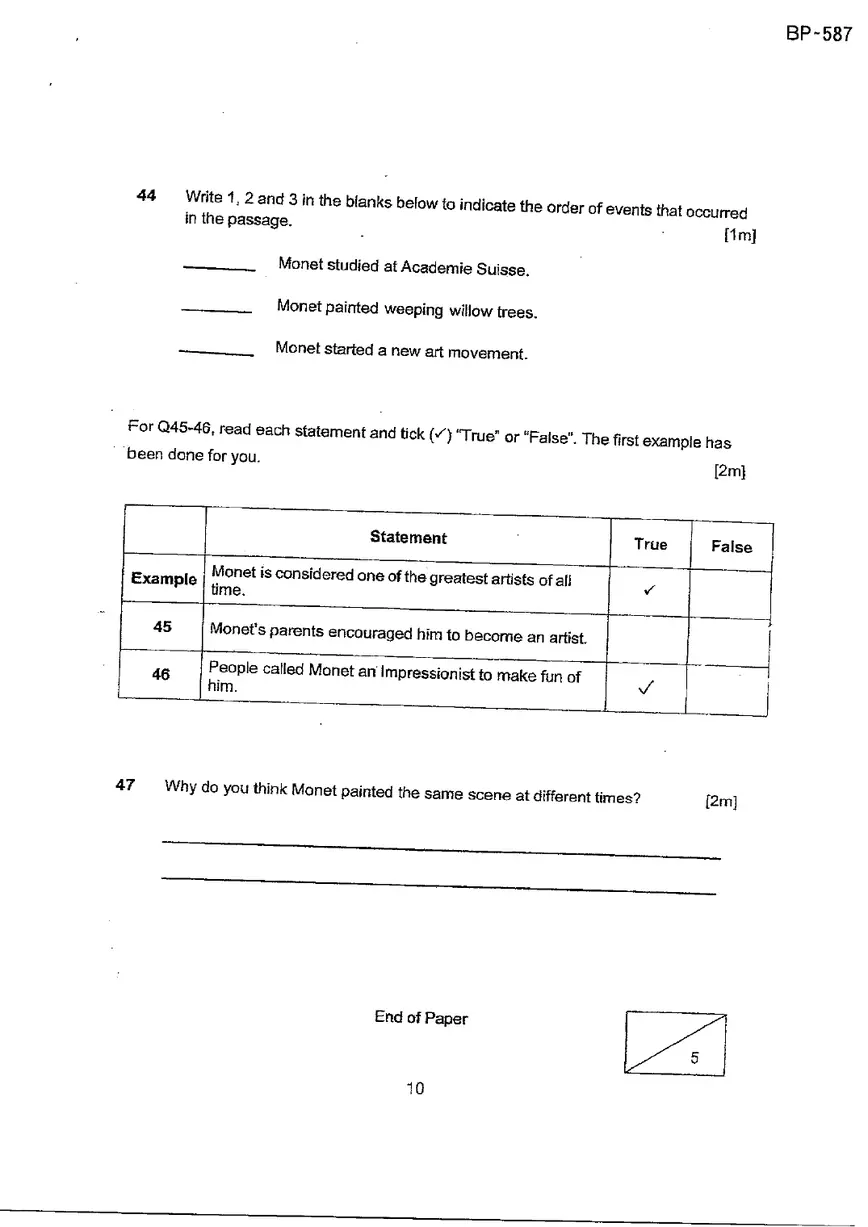 BP-587
44 Write 1, 2 and 3 in the blanks below to indicate the order of events that occurred
in the passage. [1m]
Monet studied at Academie Suisse.
Monet painted weeping willow trees.
Monet started a new art movement.
For Q45-46, read each statement and tick (✓) "True" or "False". The first example has
been done for you. [2m]
Statement True False
Example Monet is considered one of the greatest artists of all
time. ✓
45 Monet's parents encouraged him to become an artist.
46 People called Monet an Impressionist to make fun of
him. ✓
47 Why do you think Monet painted the same scene at different times? [2m]
End of Paper
5
10